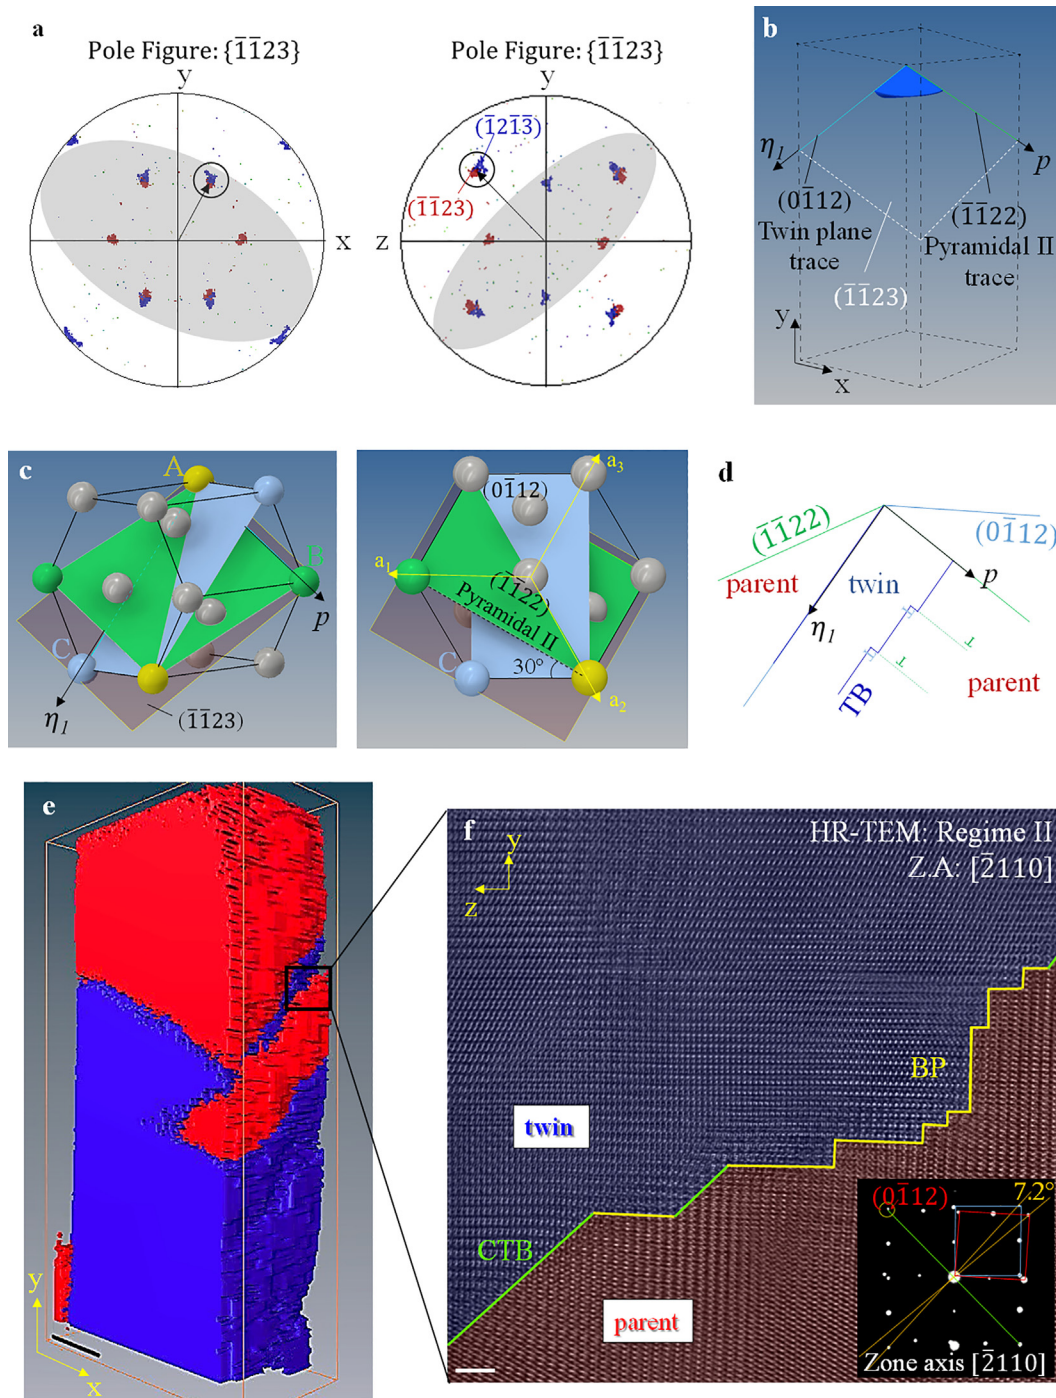 a
Pole Figure: {1̅1̅23}
y
x
Pole Figure: {1̅1̅23}
y
z
(1̅21̅3̅)
(1̅1̅23)
b
η1
p
(01̅12)
Twin plane
trace
(1̅1̅22)
Pyramidal II
trace
(1̅1̅23)
y
x
c
A
B
C
p
η1
(1̅1̅23)
a3
(01̅12)
a1
(1̅1̅22)
Pyramidal II
C
30°
a2
d
(1̅1̅22)
(01̅12)
parent
twin
p
η1
TB
parent
e
y
x
f
HR-TEM: Regime II
Z.A: [2̅110]
y
z
BP
twin
CTB
parent
(01̅12)
7.2°
Zone axis [2̅110]